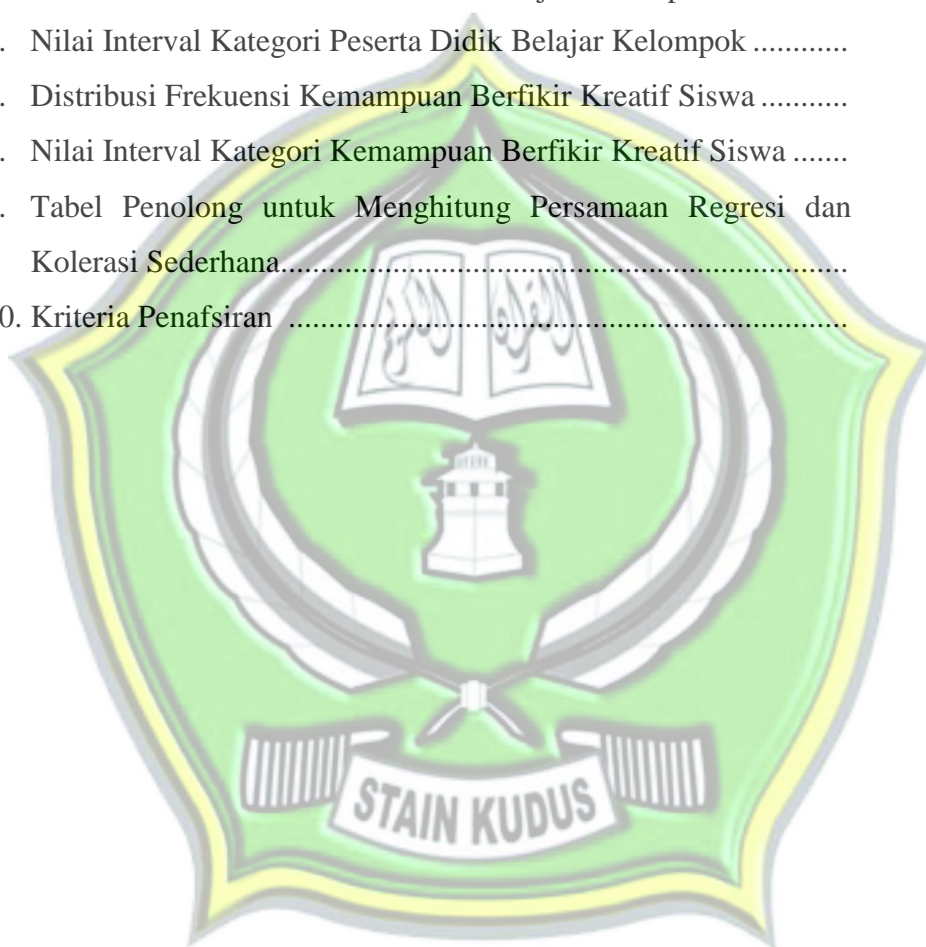 . Nilai Interval Kategori Peserta Didik Belajar Kelompok ............
. Distribusi Frekuensi Kemampuan Berfikir Kreatif Siswa ...........
. Nilai Interval Kategori Kemampuan Berfikir Kreatif Siswa .......
. Tabel Penolong untuk Menghitung Persamaan Regresi dan
Kolerasi Sederhana.......................................................................
0. Kriteria Penafsiran ......................................................................
STAIN KUDUS